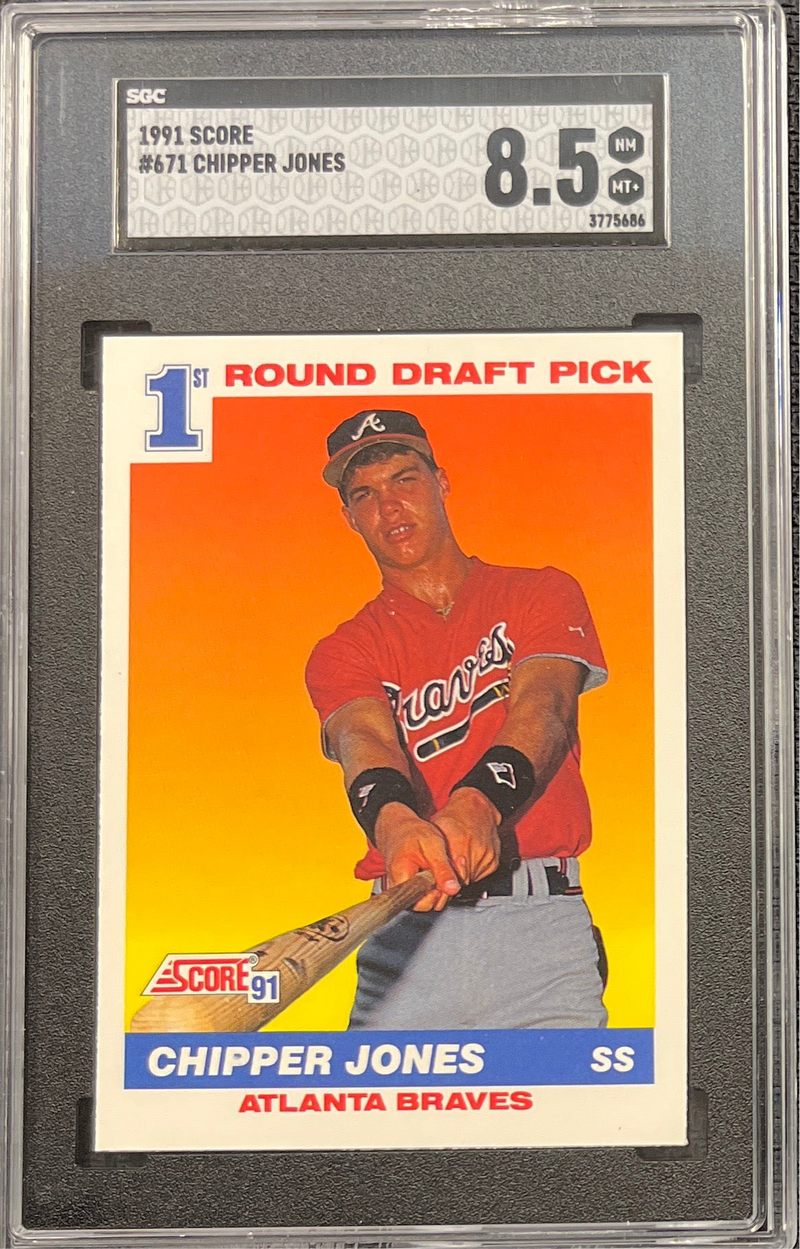 SGC
1991 SCORE
#671 CHIPPER JONES
8.5
NM
MT+
3775686
1ST ROUND DRAFT PICK
A
Braves
SCORE®
91
CHIPPER JONES SS
ATLANTA BRAVES